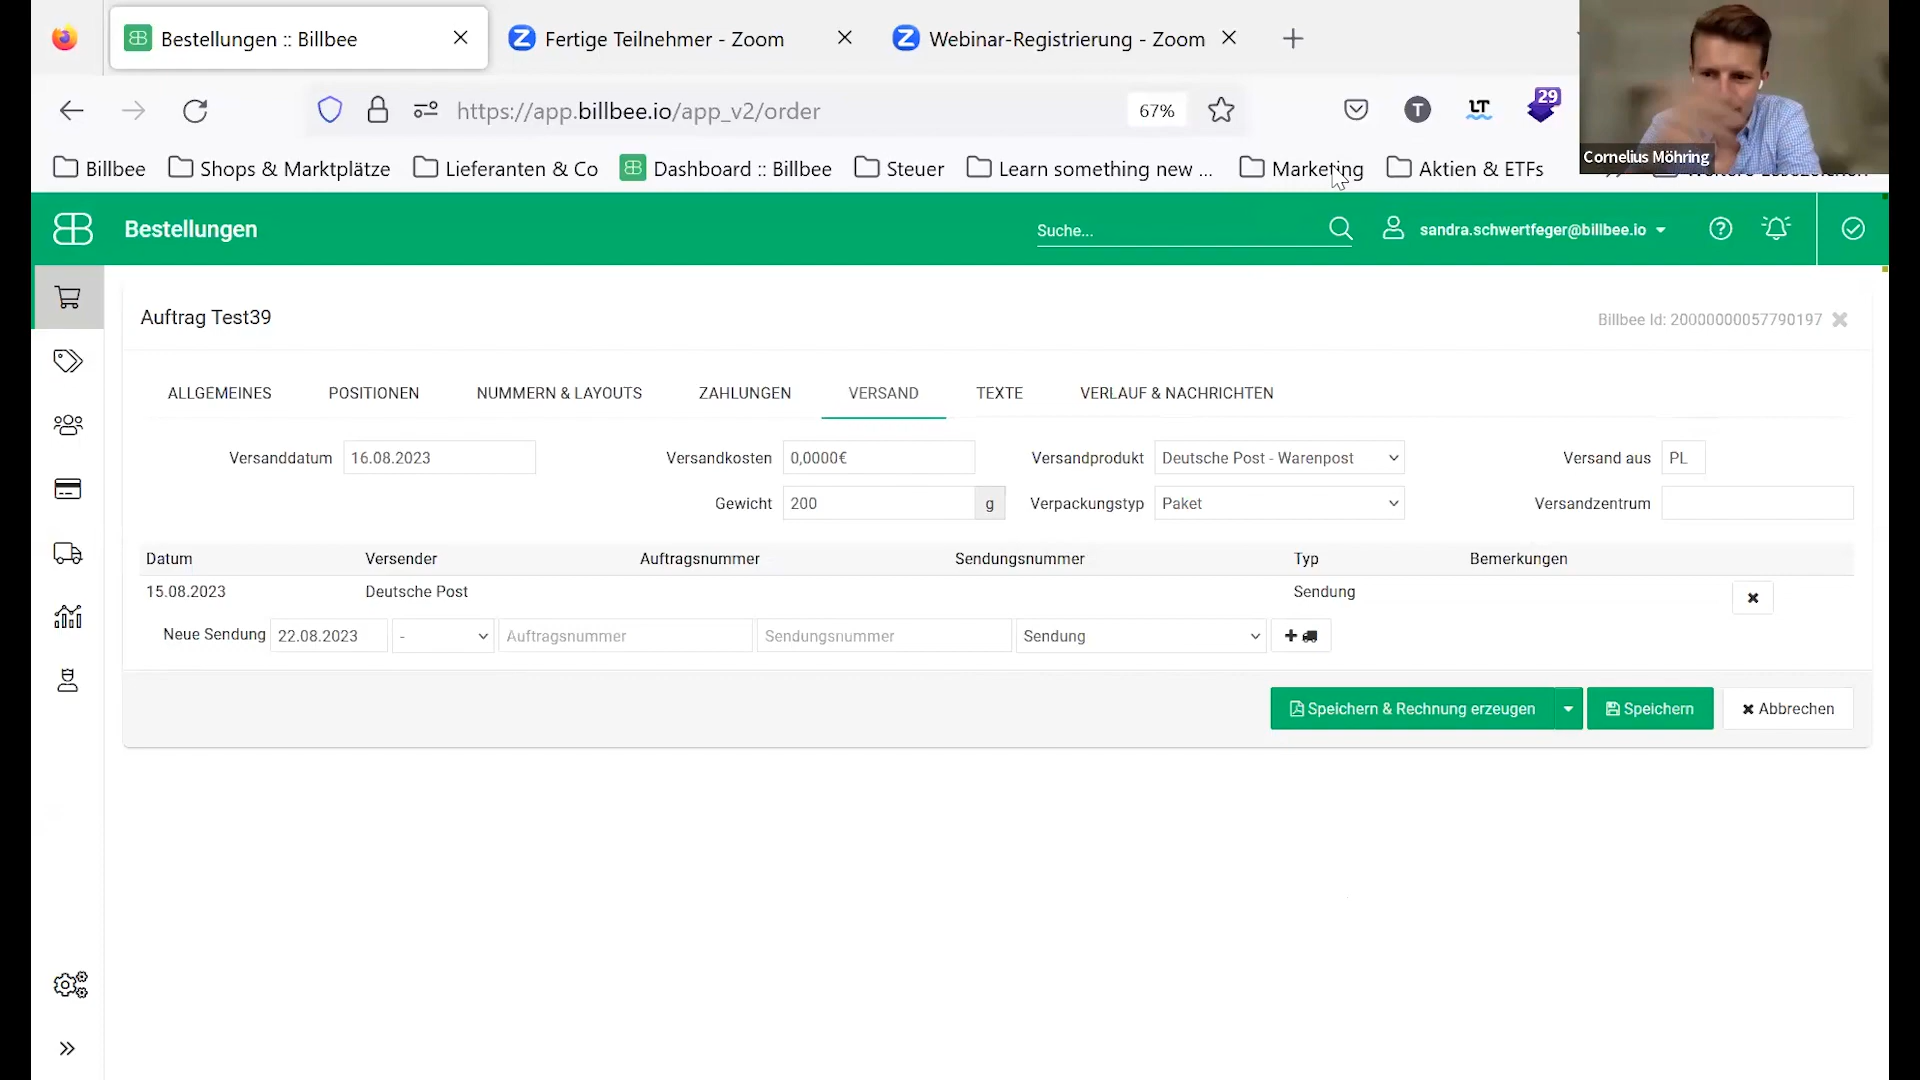 Bestellungen :: Billbee
Fertige Teilnehmer - Zoom
Webinar-Registrierung - Zoom
https://app.billbee.io/app_v2/order
67%
T
LT
29
Cornelius Möhring
Billbee
Shops & Marktplätze
Lieferanten & Co
Dashboard :: Billbee
Steuer
Learn something new ...
Marketing
Aktien & ETFs
Bestellungen
Suche...
sandra.schwertfeger@billbee.io
Auftrag Test39
Billbee Id: 20000000057790197
ALLGEMEINES
POSITIONEN
NUMMERN & LAYOUTS
ZAHLUNGEN
VERSAND
TEXTE
VERLAUF & NACHRICHTEN
Versanddatum 16.08.2023
Versandkosten 0,0000€
Versandprodukt Deutsche Post - Warenpost
Versand aus PL
Gewicht 200 g
Verpackungstyp Paket
Versandzentrum
Datum Versender Auftragsnummer Sendungsnummer Typ Bemerkungen
15.08.2023 Deutsche Post Sendung
Neue Sendung 22.08.2023 - Auftragsnummer Sendungsnummer Sendung
Speichern & Rechnung erzeugen
Speichern
Abbrechen